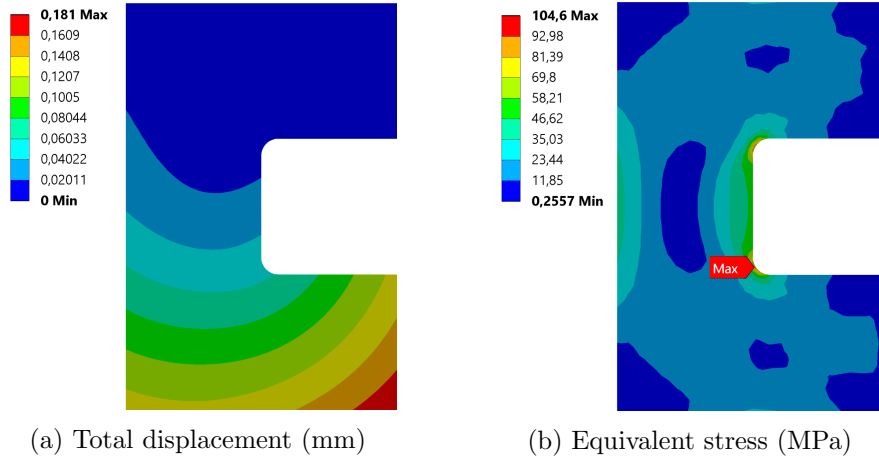 0,181 Max
0,1609
0,1408
0,1207
0,1005
0,08044
0,06033
0,04022
0,02011
0 Min
104,6 Max
92,98
81,39
69,8
58,21
46,62
35,03
23,44
11,85
0,2557 Min
Max
(a) Total displacement (mm)
(b) Equivalent stress (MPa)